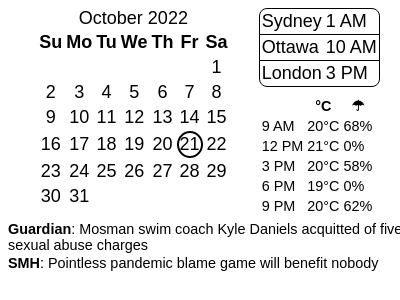 October 2022
Su Mo Tu We Th Fr Sa
1
2 3 4 5 6 7 8
9 10 11 12 13 14 15
16 17 18 19 20 21 22
23 24 25 26 27 28 29
30 31
Sydney 1 AM
Ottawa 10 AM
London 3 PM
°C ☂
9 AM 20°C 68%
12 PM 21°C 0%
3 PM 20°C 58%
6 PM 19°C 0%
9 PM 20°C 62%
Guardian: Mosman swim coach Kyle Daniels acquitted of five
sexual abuse charges
SMH: Pointless pandemic blame game will benefit nobody